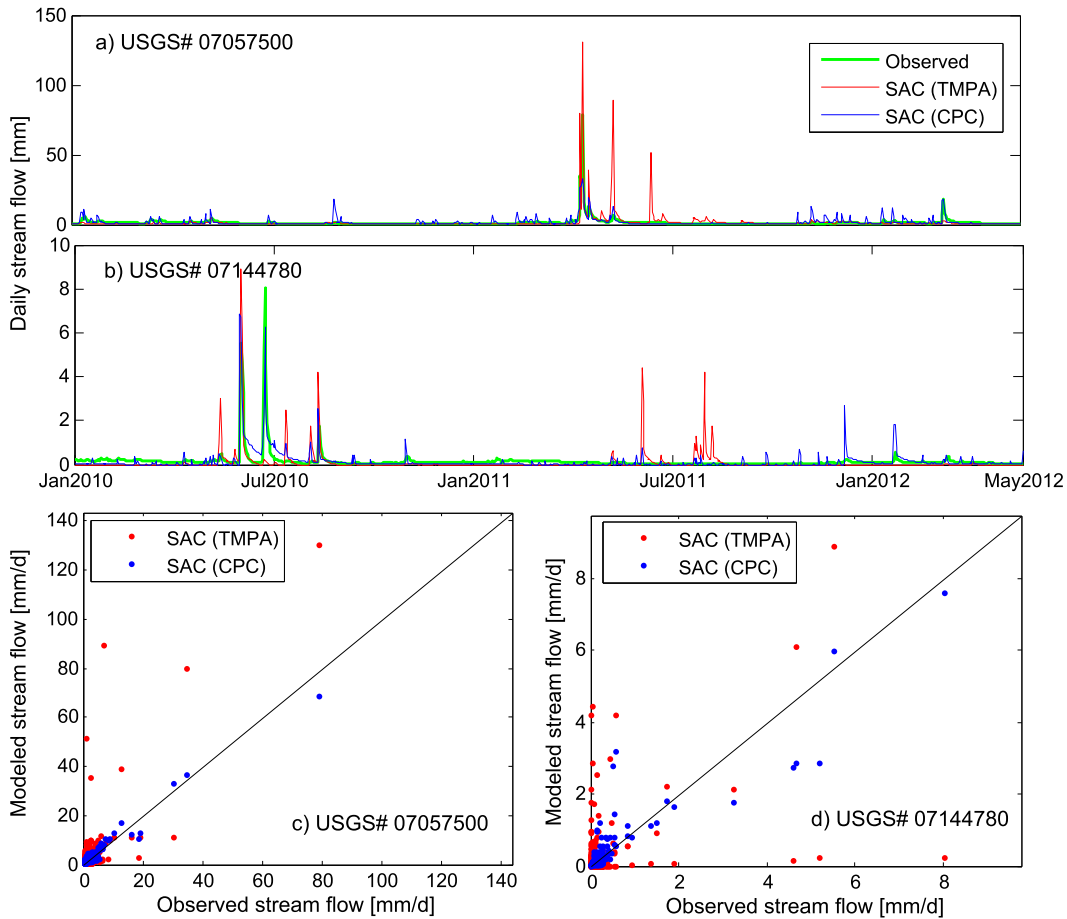 150
a) USGS# 07057500
Observed
SAC (TMPA)
SAC (CPC)
100
50
0
Daily stream flow [mm]
10
b) USGS# 07144780
8
6
4
2
0
Jan2010 Jul2010 Jan2011 Jul2011 Jan2012 May2012
140
120
100
80
60
40
20
0
Modeled stream flow [mm/d]
SAC (TMPA)
SAC (CPC)
c) USGS# 07057500
0 20 40 60 80 100 120 140
Observed stream flow [mm/d]
8
6
4
2
0
Modeled stream flow [mm/d]
SAC (TMPA)
SAC (CPC)
d) USGS# 07144780
0 2 4 6 8
Observed stream flow [mm/d]